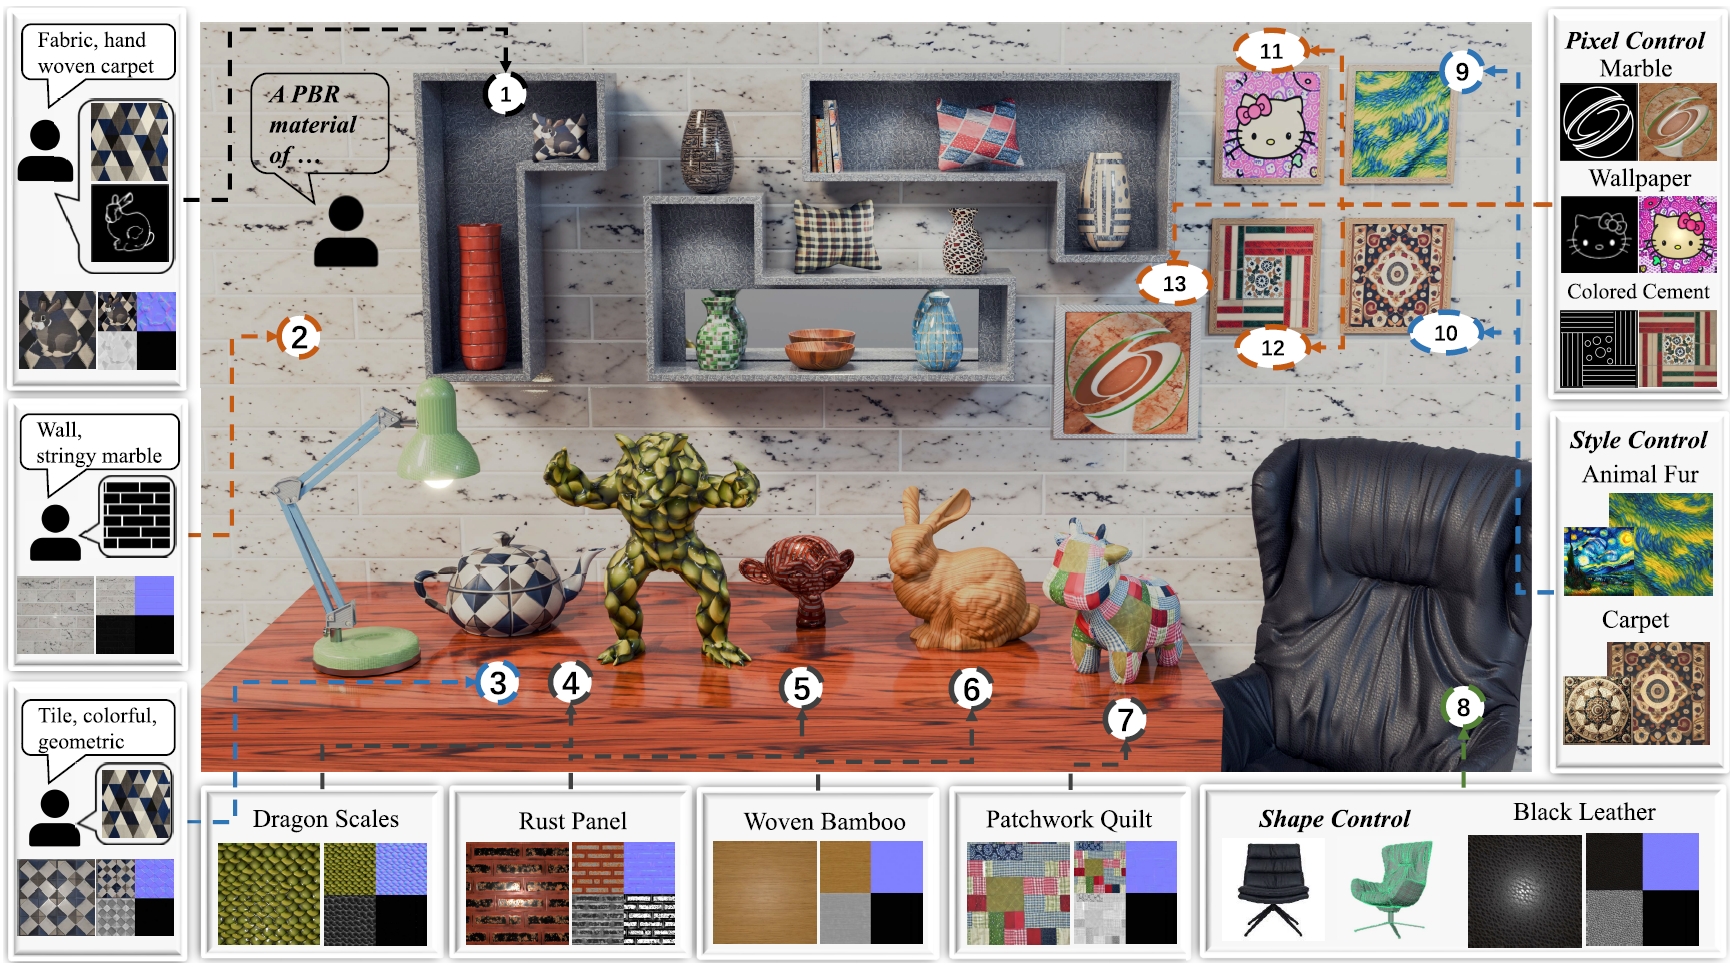 Fabric, hand
woven carpet
Wall,
stringy marble
Tile, colorful,
geometric
A PBR
material
of ...
1
2
3
4
5
6
7
8
9
10
11
12
13
Dragon Scales
Rust Panel
Woven Bamboo
Patchwork Quilt
Shape Control
Black Leather
Pixel Control
Marble
Wallpaper
Colored Cement
Style Control
Animal Fur
Carpet